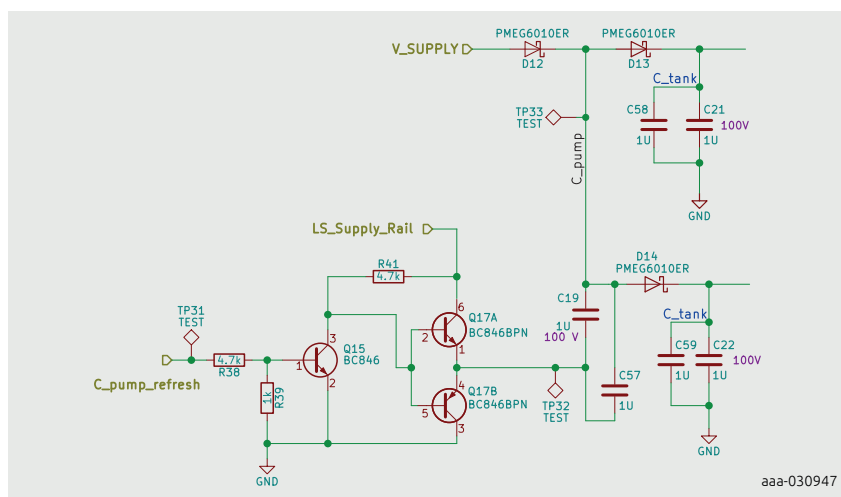 PMEG6010ER
PMEG6010ER
V_SUPPLY
D12
D13
C_tank
TP33
TEST
C58
C21
100V
1U
1U
C_pump
GND
LS_Supply_Rail
D14
PMEG6010ER
R41
4.7k
C19
1U
100 V
C_tank
TP31
TEST
6
Q17A
BC846BPN
2
1
3
Q15
BC846
1
2
4.7k
R38
C_pump_refresh
1k
R39
4
Q17B
BC846BPN
5
3
TP32
TEST
C57
1U
C59
C22
100V
1U
1U
GND
GND
aaa-030947